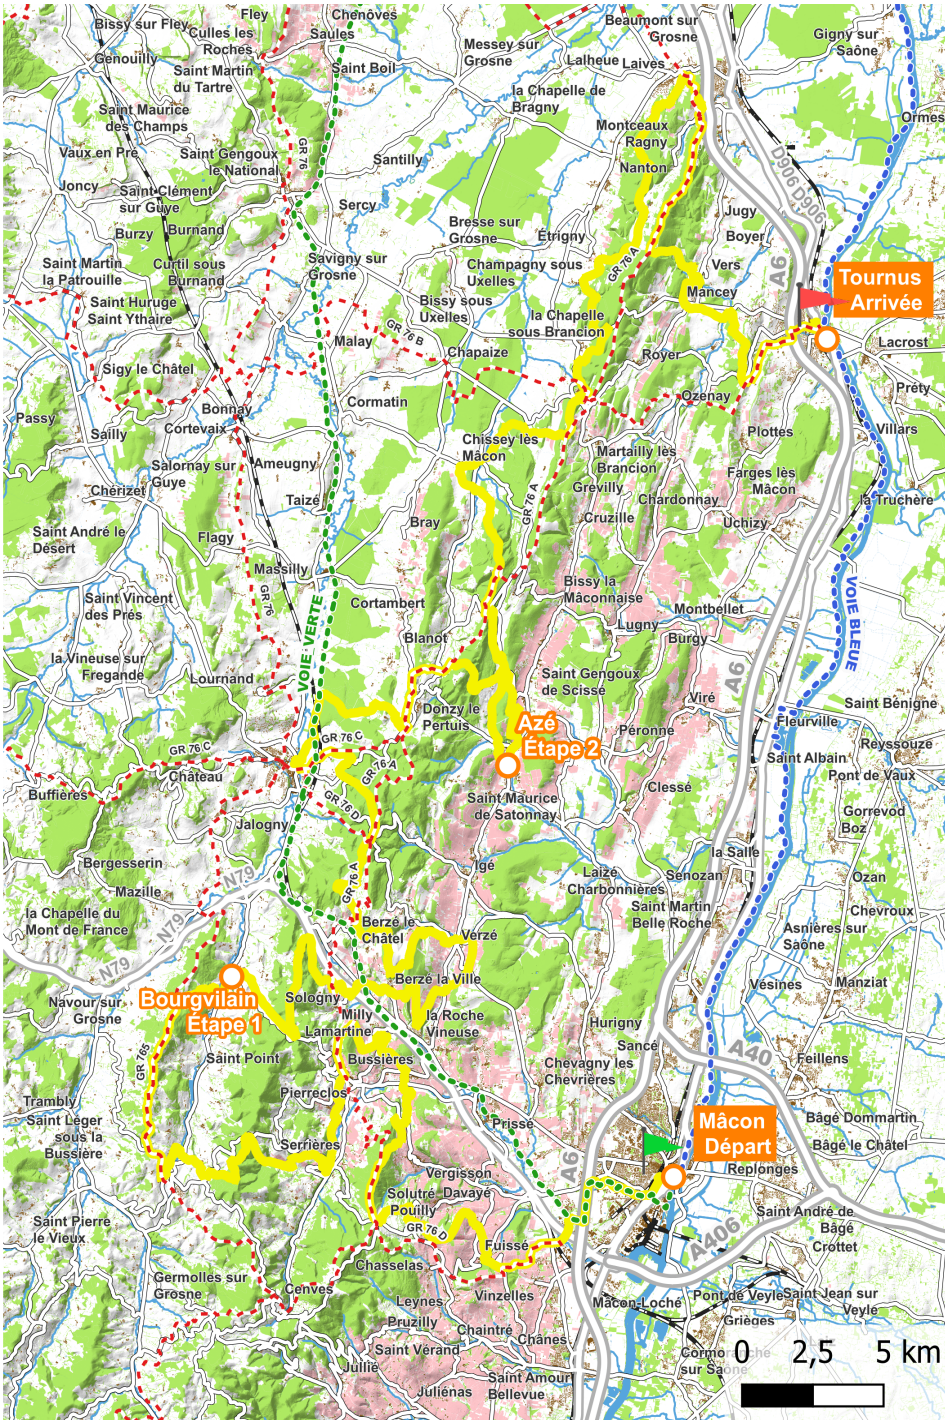 Fley
Chenôves
Bissy sur Fley
Culles les
Roches
Saules
Beaumont sur
Grosne
Gigny sur
Saône
Genouilly
Saint Martin
du Tartre
Saint Boil
Messey sur
Grosne
Lalheue
Laives
la Chapelle de
Bragny
Saint Maurice
des Champs
Ormes
Montceaux
Ragny
Vaux en Pré
Saint Gengoux
le National
GR 76
Santilly
Nanton
D906
D906
Joncy
Saint Clément
sur Guye
Sercy
Jugy
Burzy
Burnand
Bresse sur
Grosne
Étrigny
Boyer
Saint Martin
la Patrouille
Curtil sous
Burnand
Savigny sur
Grosne
Champagny sous
Uxelles
GR 76 A
Vers
A6
Tournus
Arrivée
Saint Huruge
Saint Ythaire
Bissy sous
Uxelles
Mancey
la Chapelle
sous Brancion
GR 76 B
Malay
Chapaize
Royer
Lacrost
Sigy le Châtel
Cormatin
Ozenay
Préty
Passy
Bonnay
Cortevaix
Sailly
Chissey lès
Mâcon
Plottes
Villars
Salornay sur
Guye
Ameugny
Martailly lès
Brancion
Grevilly
Farges lès
Mâcon
Chérizet
Taizé
GR 76 A
Chardonnay
la Truchère
Saint André le
Désert
Flagy
Bray
Cruzille
Uchizy
Massilly
Bissy la
Mâconnaise
VOIE BLEUE
Saint Vincent
des Prés
GR 76
VOIE VERTE
Cortambert
Montbellet
Lugny
Burgy
la Vineuse sur
Fregande
Blanot
A6
Lournand
Saint Gengoux
de Scissé
Viré
Saint Bénigne
Donzy le
Pertuis
Azé
Étape 2
Péronne
Fleurville
Reyssouze
GR 76 C
GR 76 C
GR 76 A
Saint Albain
Pont de Vaux
Château
Buffières
Clessé
GR 76 D
Saint Maurice
de Satonnay
Gorrevod
Boz
Jalogny
Bergesserin
Igé
la Salle
Mazille
N79
GR 76 A
Laizé
Charbonnières
Senozan
Ozan
la Chapelle du
Mont de France
N79
Berzé le
Châtel
Verzé
Saint Martin
Belle Roche
Chevroux
Asnières sur
Saône
N79
Berzé la Ville
Vésines
Manziat
Navour sur
Grosne
Bourgvilain
Étape 1
Sologny
Milly
Lamartine
la Roche
Vineuse
Hurigny
Sancé
A40
Feillens
GR 765
Saint Point
Bussières
Chevagny les
Chevrières
Trambly
Pierreclos
Saint Léger
sous la
Bussière
Prissé
Mâcon
Départ
Bâgé Dommartin
Bâgé le Châtel
Serrières
A6
Vergisson
Replonges
Solutré
Pouilly
Davayé
Saint André de
Bâgé
Saint Pierre
le Vieux
GR 76 D
Fuissé
A406
Crottet
Chasselas
Germolles sur
Grosne
Cenves
Leynes
Vinzelles
Mâcon-Loché
Pont de Veyle
Saint Jean sur
Veyle
Grièges
Pruzilly
Chaintré
Chânes
Saint Vérand
Cormoranche
sur Saône
0 2,5 5 km
Jullié
Juliénas
Saint Amour
Bellevue